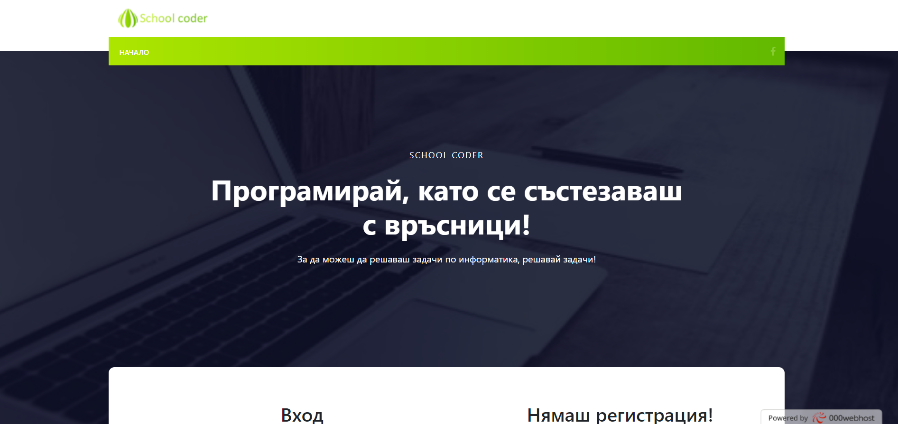 School coder
НАЧАЛО
SCHOOL CODER
Програмирай, като се състезаваш
с връсници!
За да можеш да решаваш задачи по информатика, решавай задачи!
Вход
Нямаш регистрация!
Powered by 000webhost